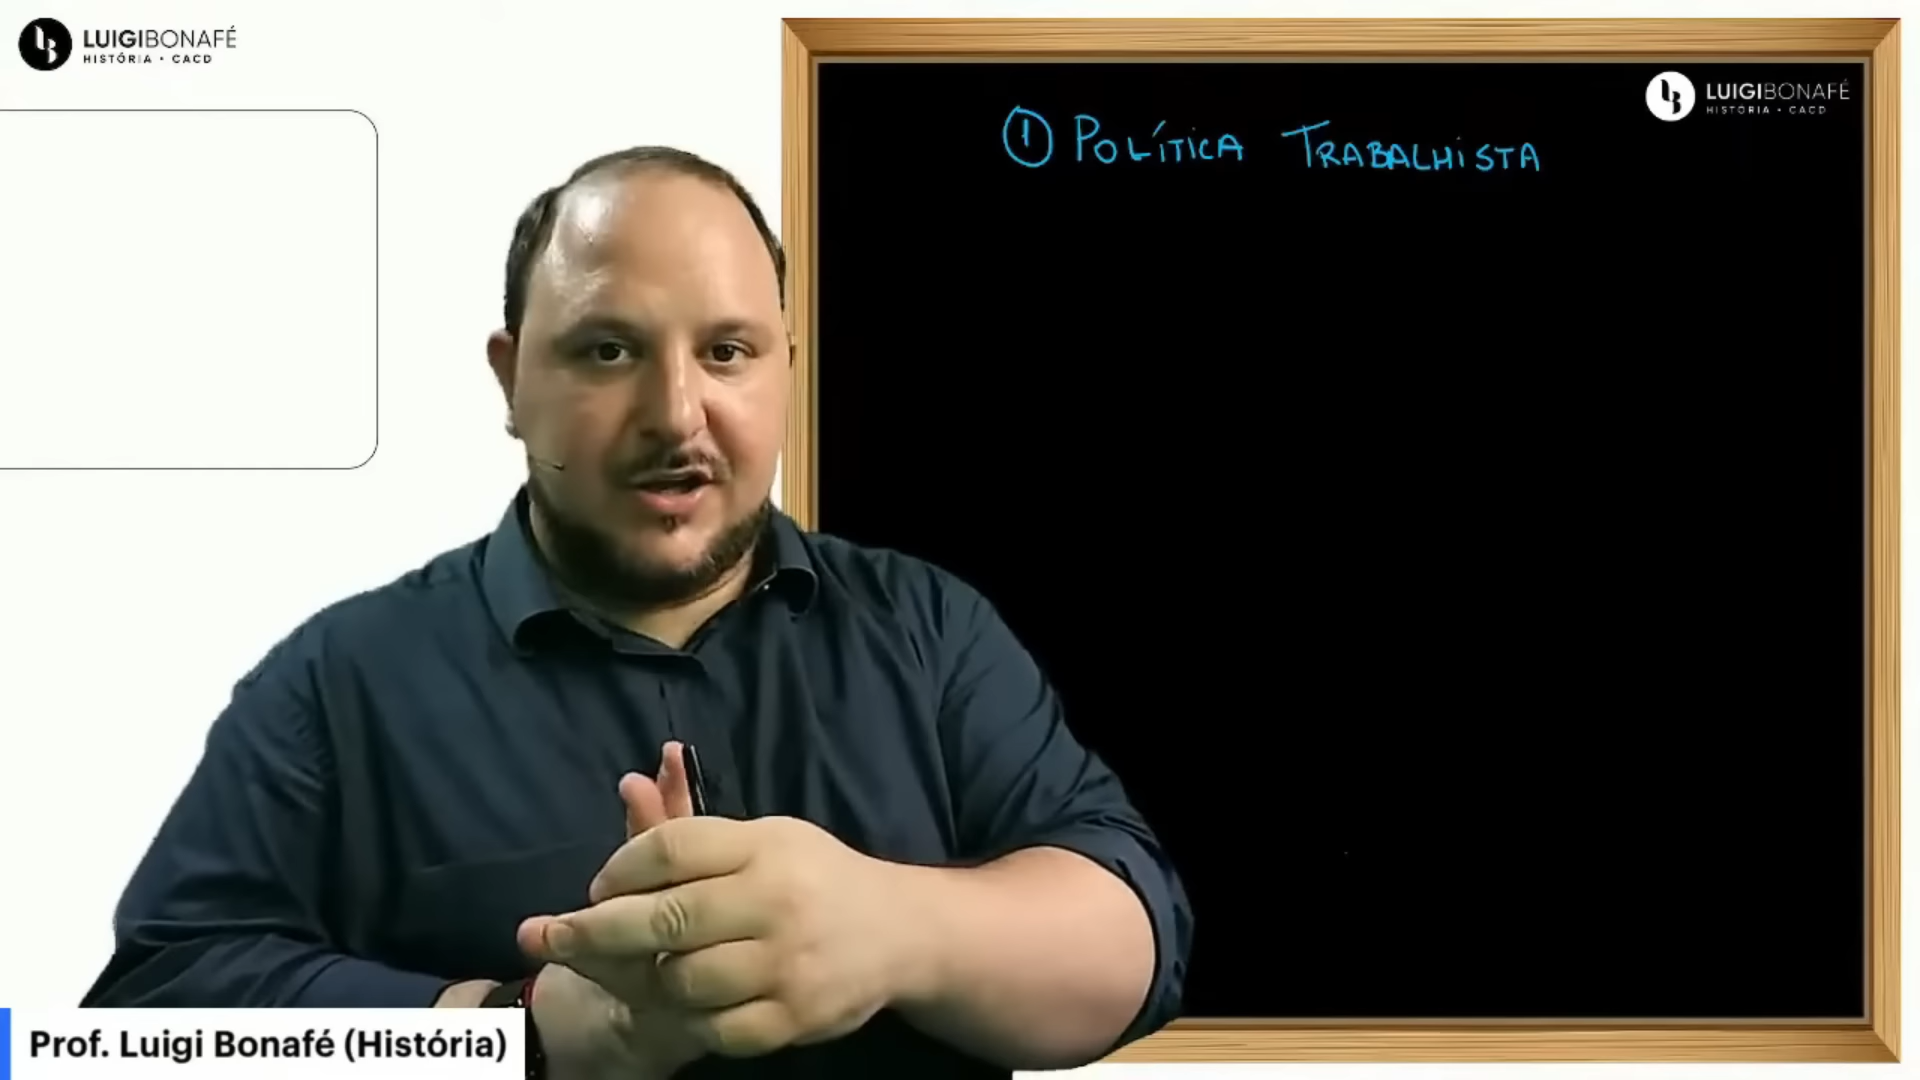 LUIGIBONAFÉ
HISTÓRIA • CACD
LUIGIBONAFÉ
HISTÓRIA • CACD
1 POLÍTICA TRABALHISTA
Prof. Luigi Bonafé (História)